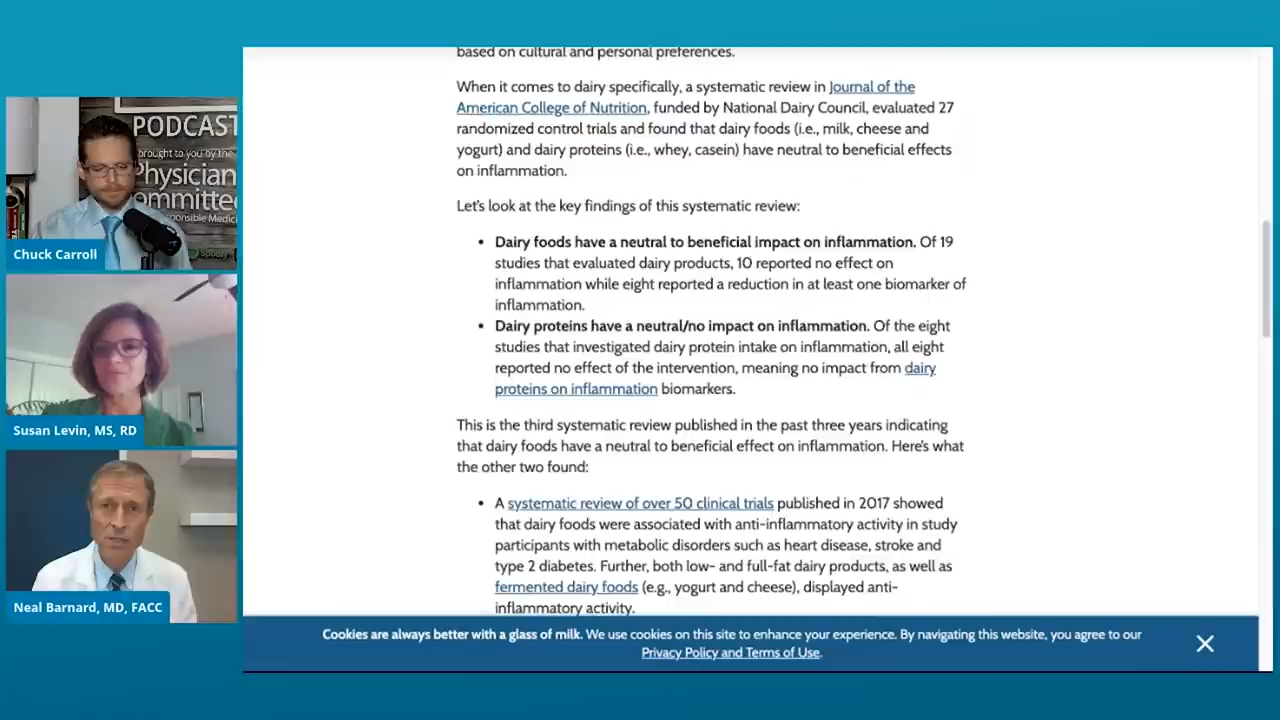 PODCAST
brought to you by the
Physician
ommitte
sponsible Medici
Chuck Carroll
Susan Levin, MS, RD
Neal Barnard, MD, FACC
based on cultural and personal preferences.
When it comes to dairy specifically, a systematic review in Journal of the
American College of Nutrition, funded by National Dairy Council, evaluated 27
randomized control trials and found that dairy foods (i.e., milk, cheese and
yogurt) and dairy proteins (i.e., whey, casein) have neutral to beneficial effects
on inflammation.
Let's look at the key findings of this systematic review:
• Dairy foods have a neutral to beneficial impact on inflammation. Of 19
studies that evaluated dairy products, 10 reported no effect on
inflammation while eight reported a reduction in at least one biomarker of
inflammation.
• Dairy proteins have a neutral/no impact on inflammation. Of the eight
studies that investigated dairy protein intake on inflammation, all eight
reported no effect of the intervention, meaning no impact from dairy
proteins on inflammation biomarkers.
This is the third systematic review published in the past three years indicating
that dairy foods have a neutral to beneficial effect on inflammation. Here's what
the other two found:
• A systematic review of over 50 clinical trials published in 2017 showed
that dairy foods were associated with anti-inflammatory activity in study
participants with metabolic disorders such as heart disease, stroke and
type 2 diabetes. Further, both low- and full-fat dairy products, as well as
fermented dairy foods (e.g., yogurt and cheese), displayed anti-
inflammatory activity.
Cookies are always better with a glass of milk. We use cookies on this site to enhance your experience. By navigating this website, you agree to our
Privacy Policy and Terms of Use.